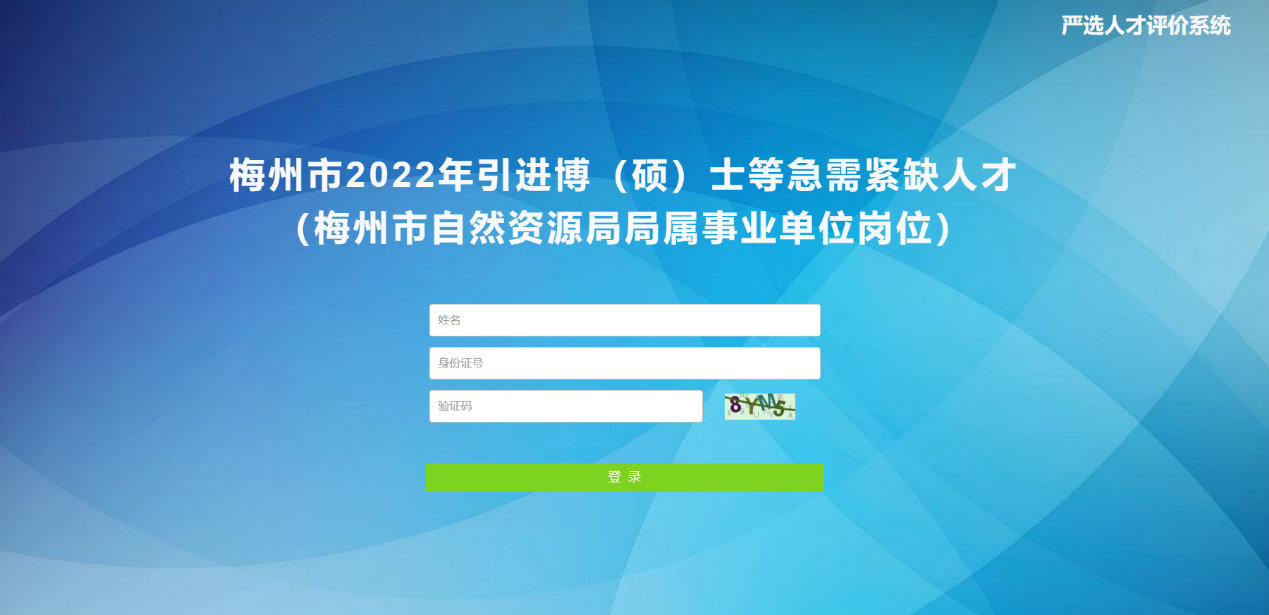 严选人才评价系统
梅州市2022年引进博（硕）士等急需紧缺人才
(梅州市自然资源局局属事业单位岗位)
姓名
身份证号
验证码
8YM5
登 录